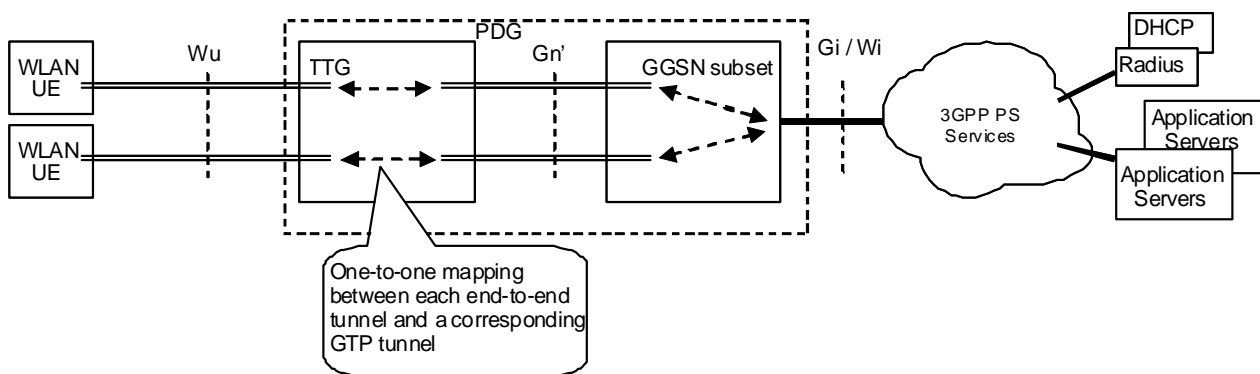 PDG
WLAN
UE
Wu
TTG
Gn'
GGSN subset
Gi / Wi
DHCP
Radius
WLAN
UE
3GPP PS
Services
Application
Servers
Application
Servers
One-to-one mapping
between each end-to-end
tunnel and a corresponding
GTP tunnel